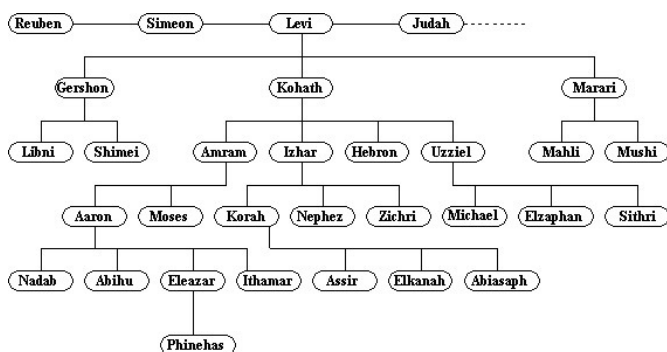 Reuben Simeon Levi Judah
Gershon Kohath Marari
Libni Shimei Amram Izhar Hebron Uzziel Mahli Mushi
Aaron Moses Korah Nephez Zichri Michael Elzaphan Sithri
Nadab Abihu Eleazar Ithamar Assir Elkanah Abiasaph
Phinehas